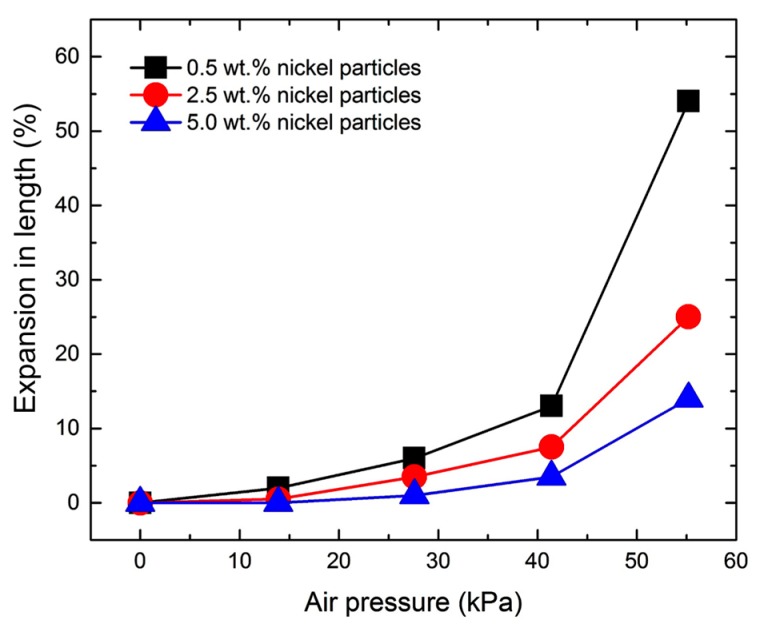 0.5 wt.% nickel particles
2.5 wt.% nickel particles
5.0 wt.% nickel particles
Expansion in length (%)
60
50
40
30
20
10
0
0 10 20 30 40 50 60
Air pressure (kPa)